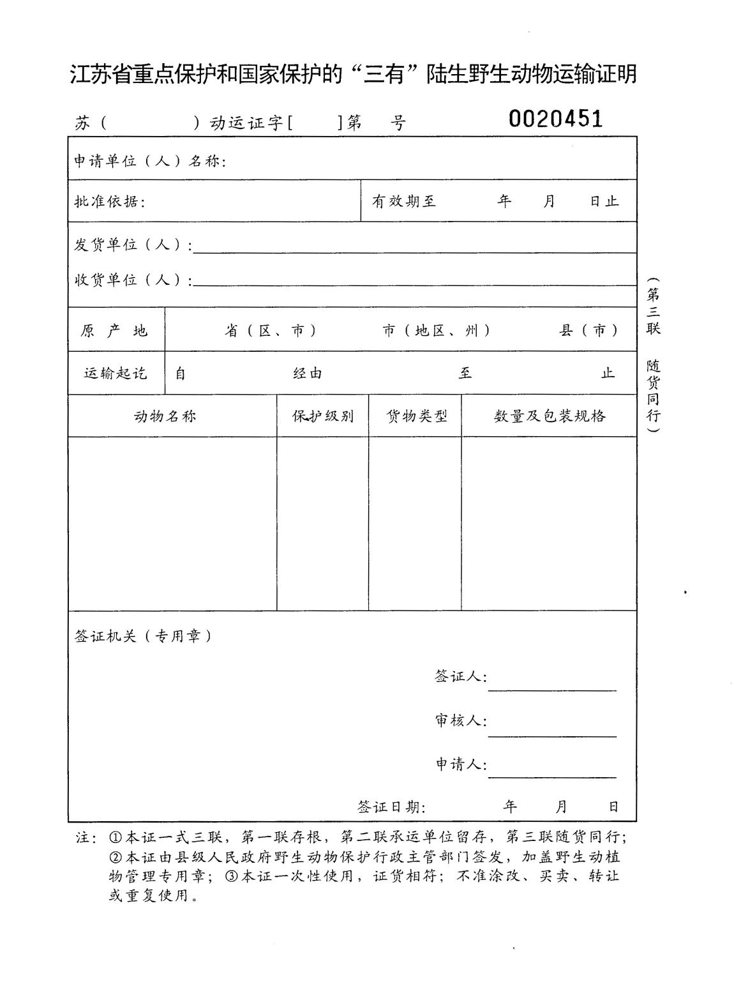 江苏省重点保护和国家保护的“三有”陆生野生动物运输证明
苏（　　　　）动运证字[　　]第　号　　0020451
申请单位（人）名称：
批准依据：　　有效期至　　年　月　日止
发货单位（人）：
收货单位（人）：
原产地　　省（区、市）　　市（地区、州）　　县（市）
运输起讫　自　　经由　　至　　止
动物名称　保护级别　货物类型　数量及包装规格
签证机关（专用章）
签证人：
审核人：
申请人：
签证日期：　　年　月　日
注：①本证一式三联，第一联存根，第二联承运单位留存，第三联随货同行；
②本证由县级人民政府野生动物保护行政主管部门签发，加盖野生动植
物管理专用章；③本证一次性使用，证货相符；不准涂改、买卖、转让
或重复使用。
（第三联　随货同行）